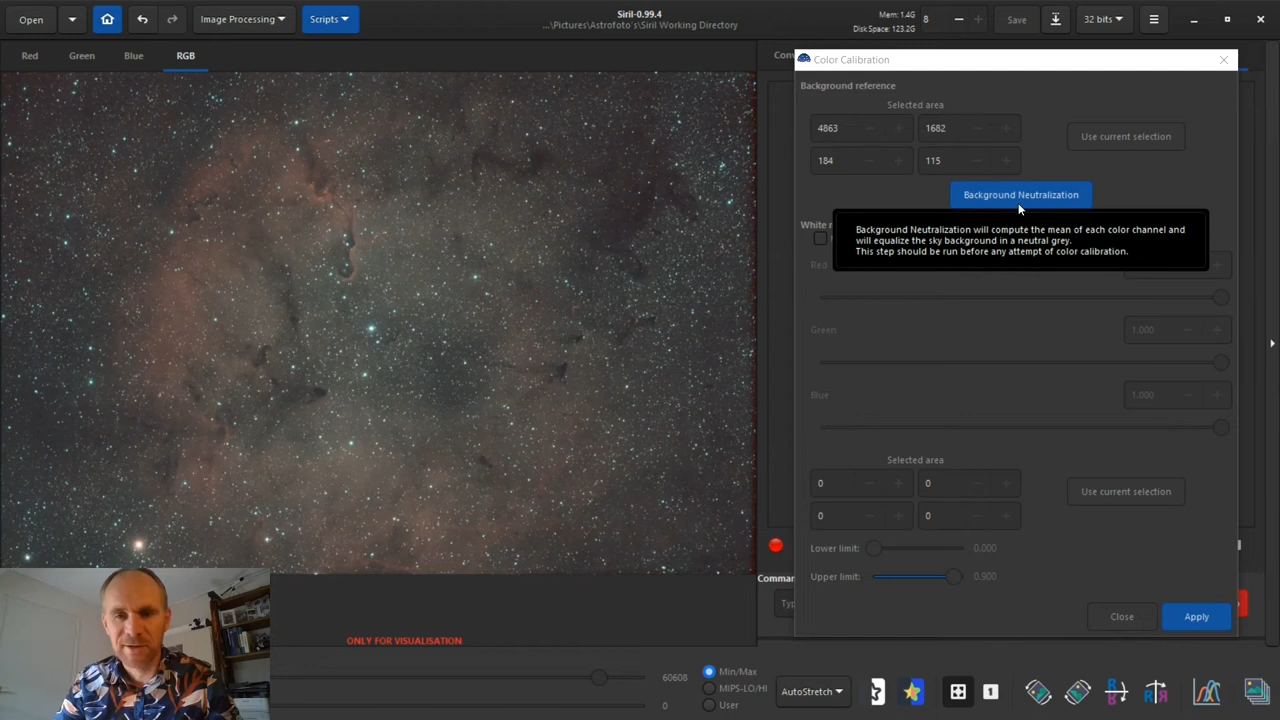 Open
Image Processing
Scripts
Siril-0.99.4
...\Pictures\Astrofoto's\Siril Working Directory
Mem: 1.4G
Disk Space: 123.2G
8
Save
32 bits
Red
Green
Blue
RGB
Color Calibration
Background reference
Selected area
4863
1682
Use current selection
184
115
Background Neutralization
White
Background Neutralization will compute the mean of each color channel and
will equalize the sky background in a neutral grey.
This step should be run before any attempt of color calibration.
Red
Green
1.000
Blue
1.000
Selected area
0
0
Use current selection
0
0
Lower limit:
0.000
Upper limit:
0.900
Close
Apply
ONLY FOR VISUALISATION
60608
0
Min/Max
MIPS-LO/HI
User
AutoStretch
1
R
R